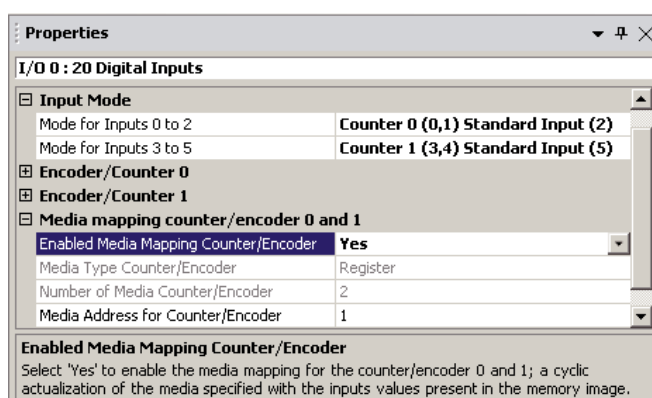 Properties
I/O 0 : 20 Digital Inputs
Input Mode
Mode for Inputs 0 to 2 Counter 0 (0,1) Standard Input (2)
Mode for Inputs 3 to 5 Counter 1 (3,4) Standard Input (5)
Encoder/Counter 0
Encoder/Counter 1
Media mapping counter/encoder 0 and 1
Enabled Media Mapping Counter/Encoder Yes
Media Type Counter/Encoder Register
Number of Media Counter/Encoder 2
Media Address for Counter/Encoder 1
Enabled Media Mapping Counter/Encoder
Select 'Yes' to enable the media mapping for
the counter/encoder 0 and 1; a cyclic
actualization of the media specified with the inputs values present in the memory image.